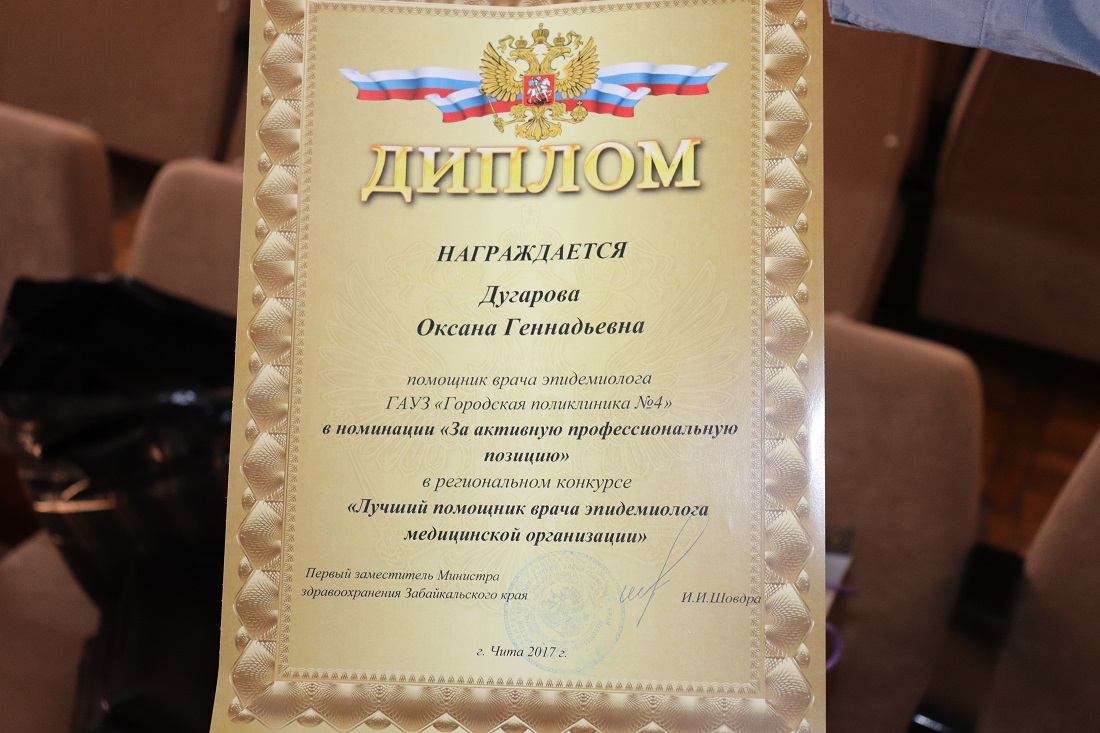 ДИПЛОМ
НАГРАЖДАЕТСЯ
Дугарова
Оксана Геннадьевна
помощник врача эпидемиолога
ГАУЗ «Городская поликлиника №4»
в номинации «За активную профессиональную
позицию»
в региональном конкурсе
«Лучший помощник врача эпидемиолога
медицинской организации»
Первый заместитель Министра
здравоохранения Забайкальского края
И.И.Шовдра
г. Чита 2017 г.